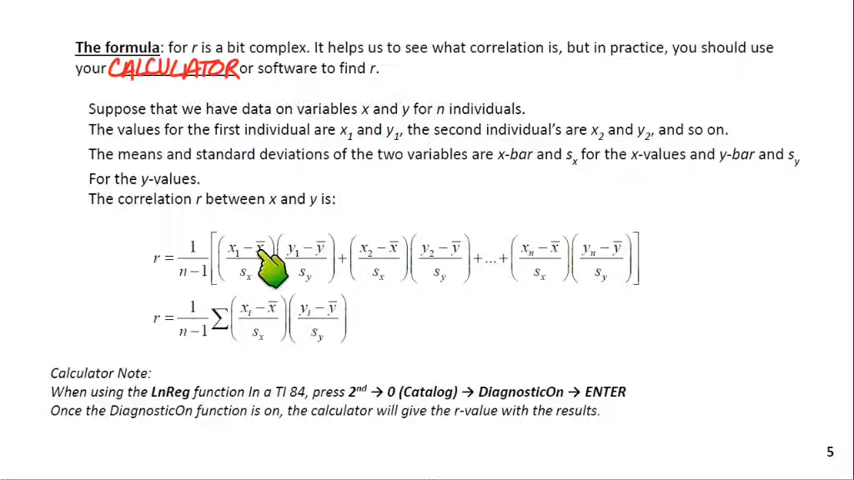 The formula: for r is a bit complex. It helps us to see what correlation is, but in practice, you should use
your CALCULATOR or software to find r.
Suppose that we have data on variables x and y for n individuals.
The values for the first individual are x₁ and y₁, the second individual's are x₂ and y₂, and so on.
The means and standard deviations of the two variables are x-bar and sₓ for the x-values and y-bar and s_y
For the y-values.
The correlation r between x and y is:
r = 1/(n−1) [ ((x₁ − x̅)/sₓ) ((y₁ − y̅)/s_y) + ((x₂ − x̅)/sₓ) ((y₂ − y̅)/s_y) + ... + ((xₙ − x̅)/sₓ) ((yₙ − y̅)/s_y) ]
r = 1/(n−1) ∑ ((xᵢ − x̅)/sₓ) ((yᵢ − y̅)/s_y)
Calculator Note:
When using the LnReg function In a TI 84, press 2ⁿᵈ → 0 (Catalog) → DiagnosticOn → ENTER
Once the DiagnosticOn function is on, the calculator will give the r-value with the results.
5